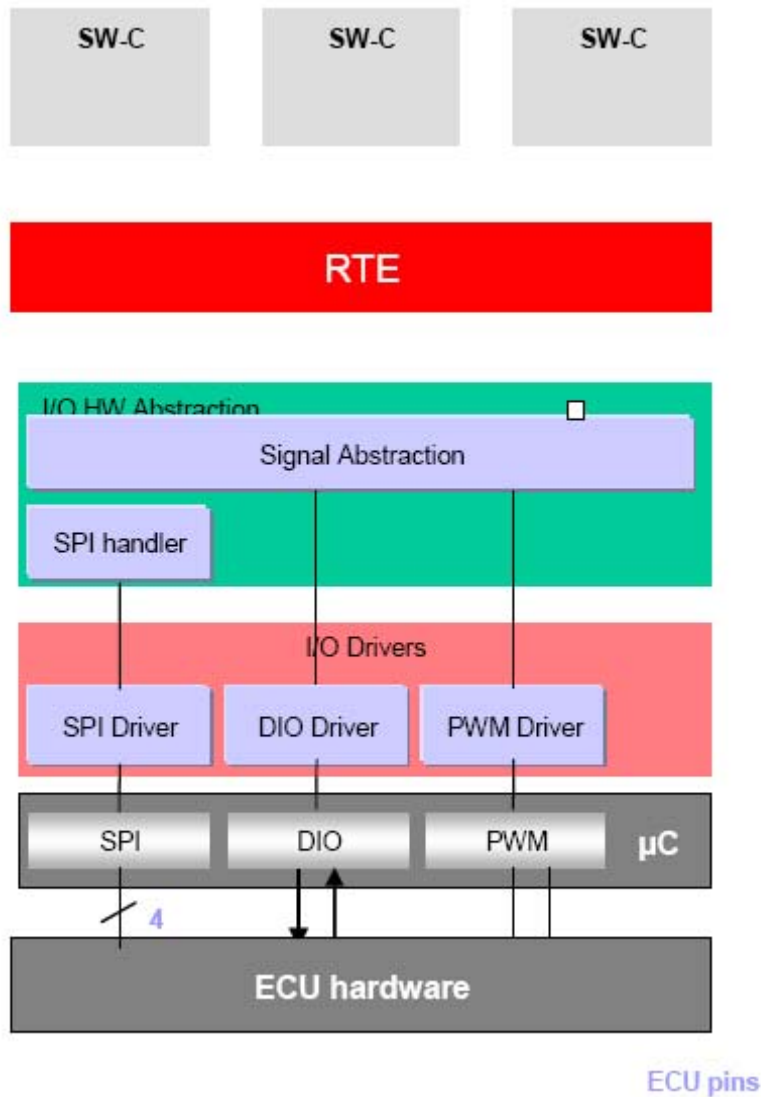 SW-C SW-C SW-C
RTE
I/O HW Abstraction
Signal Abstraction
SPI handler
I/O Drivers
SPI Driver DIO Driver PWM Driver
SPI DIO PWM µC
4
ECU hardware
ECU pins